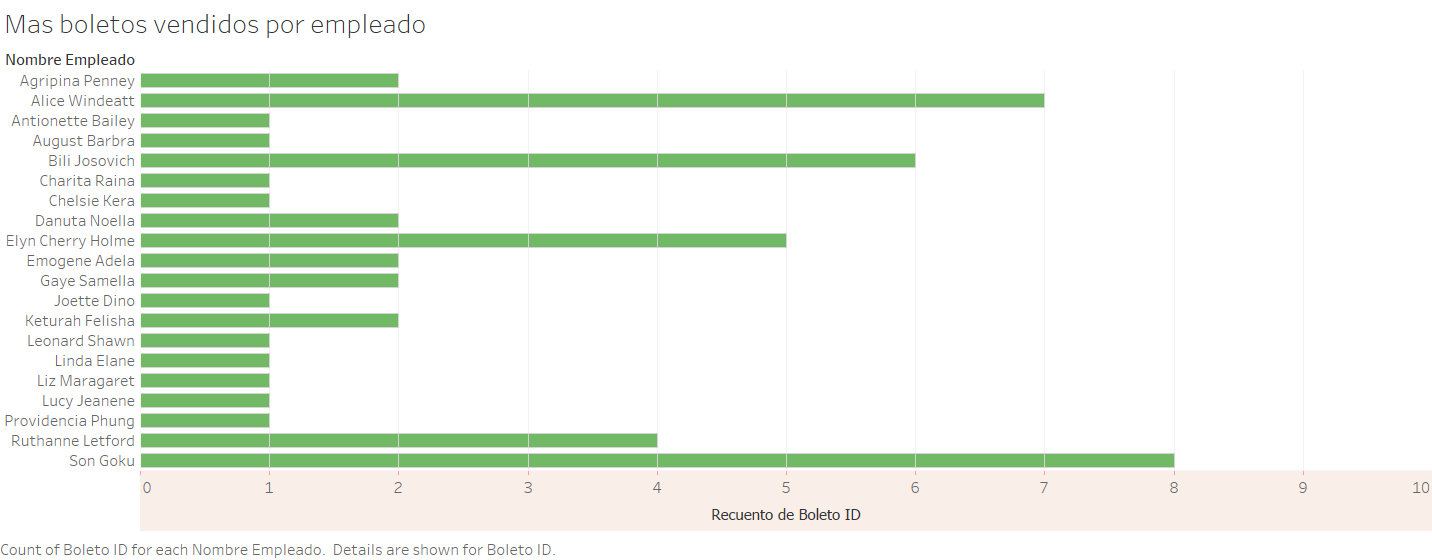 Mas boletos vendidos por empleado
Nombre Empleado
Agripina Penney
Alice Windeatt
Antionette Bailey
August Barbra
Bili Josovich
Charita Raina
Chelsie Kera
Danuta Noella
Elyn Cherry Holme
Emogene Adela
Gaye Samella
Joette Dino
Keturah Felisha
Leonard Shawn
Linda Elane
Liz Maragaret
Lucy Jeanene
Providencia Phung
Ruthanne Letford
Son Goku
0 1 2 3 4 5 6 7 8 9 10
Recuento de Boleto ID
Count of Boleto ID for each Nombre Empleado. Details are shown for Boleto ID.